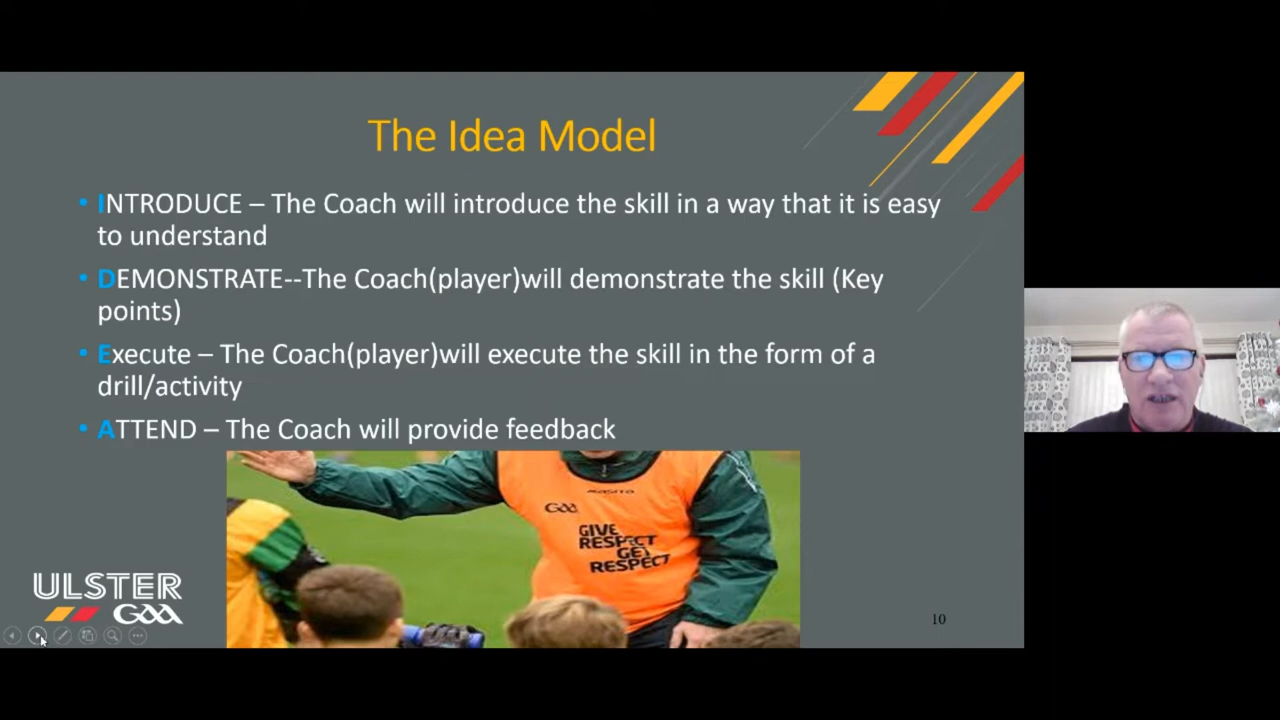 The Idea Model
• INTRODUCE – The Coach will introduce the skill in a way that it is easy
to understand
• DEMONSTRATE--The Coach(player)will demonstrate the skill (Key
points)
• Execute – The Coach(player)will execute the skill in the form of a
drill/activity
• ATTEND – The Coach will provide feedback
GAA
GIVE
RESPECT
GET
RESPECT
ULSTER
GAA
10